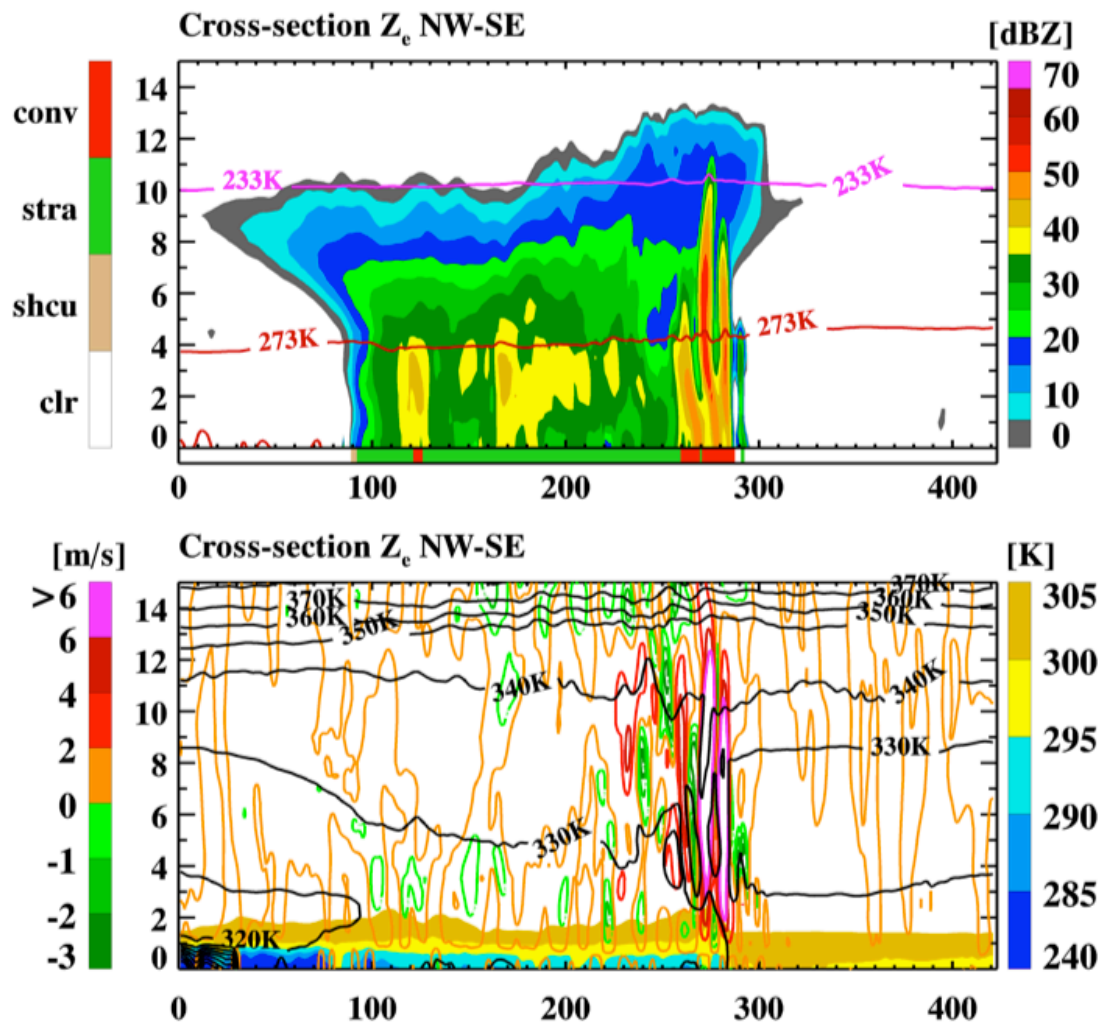 Cross-section Ze NW-SE
[dBZ]
conv
stra
shcu
clr
14
12
10
8
6
4
2
0
233K
233K
273K
273K
70
60
50
40
30
20
10
0
0 100 200 300 400
[m/s]
Cross-section Ze NW-SE
[K]
>6
6
4
2
0
-1
-2
-3
14
12
10
8
6
4
2
0
370K
360K
350K
340K
330K
320K
370K
360K
350K
340K
330K
305
300
295
290
285
240
0 100 200 300 400